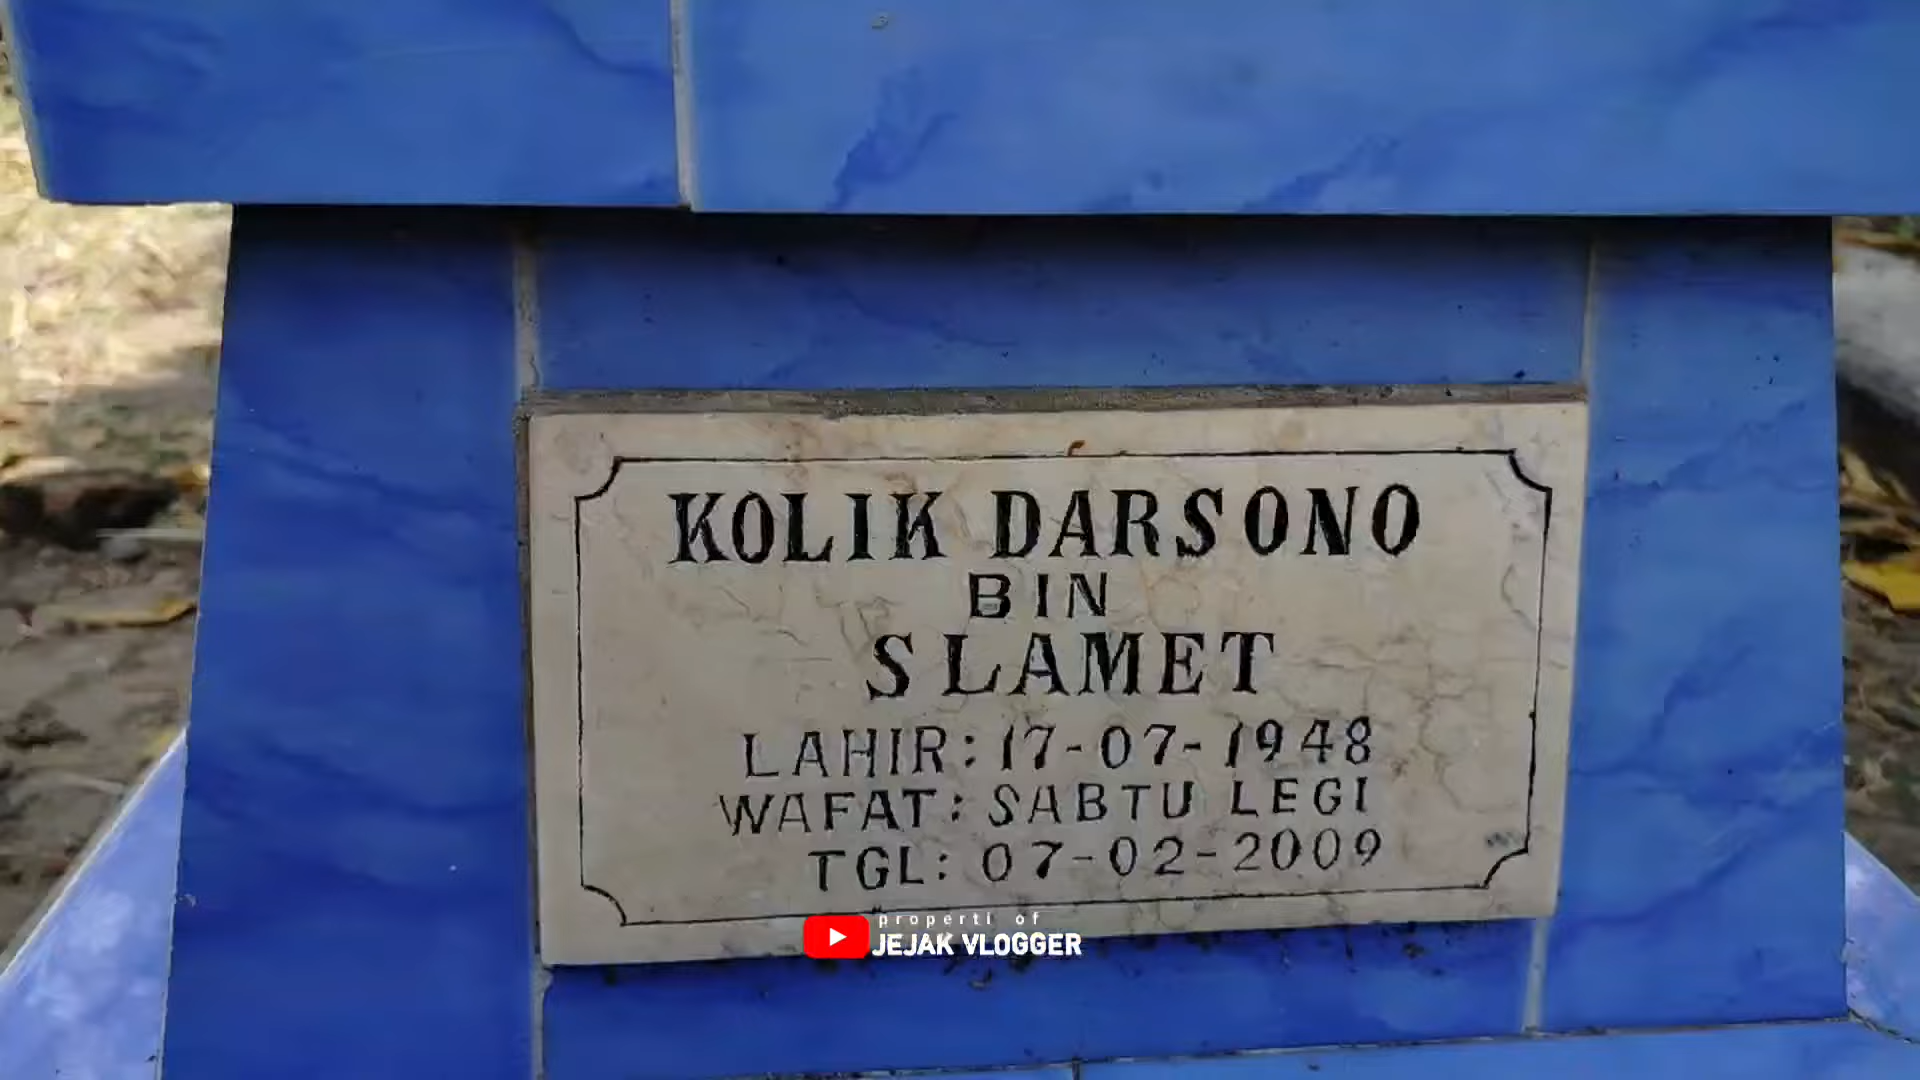 KOLIK DARSONO
BIN
SLAMET
LAHIR: 17-07-1948
WAFAT: SABTU LEGI
TGL: 07-02-2009
properti of
JEJAK VLOGGER